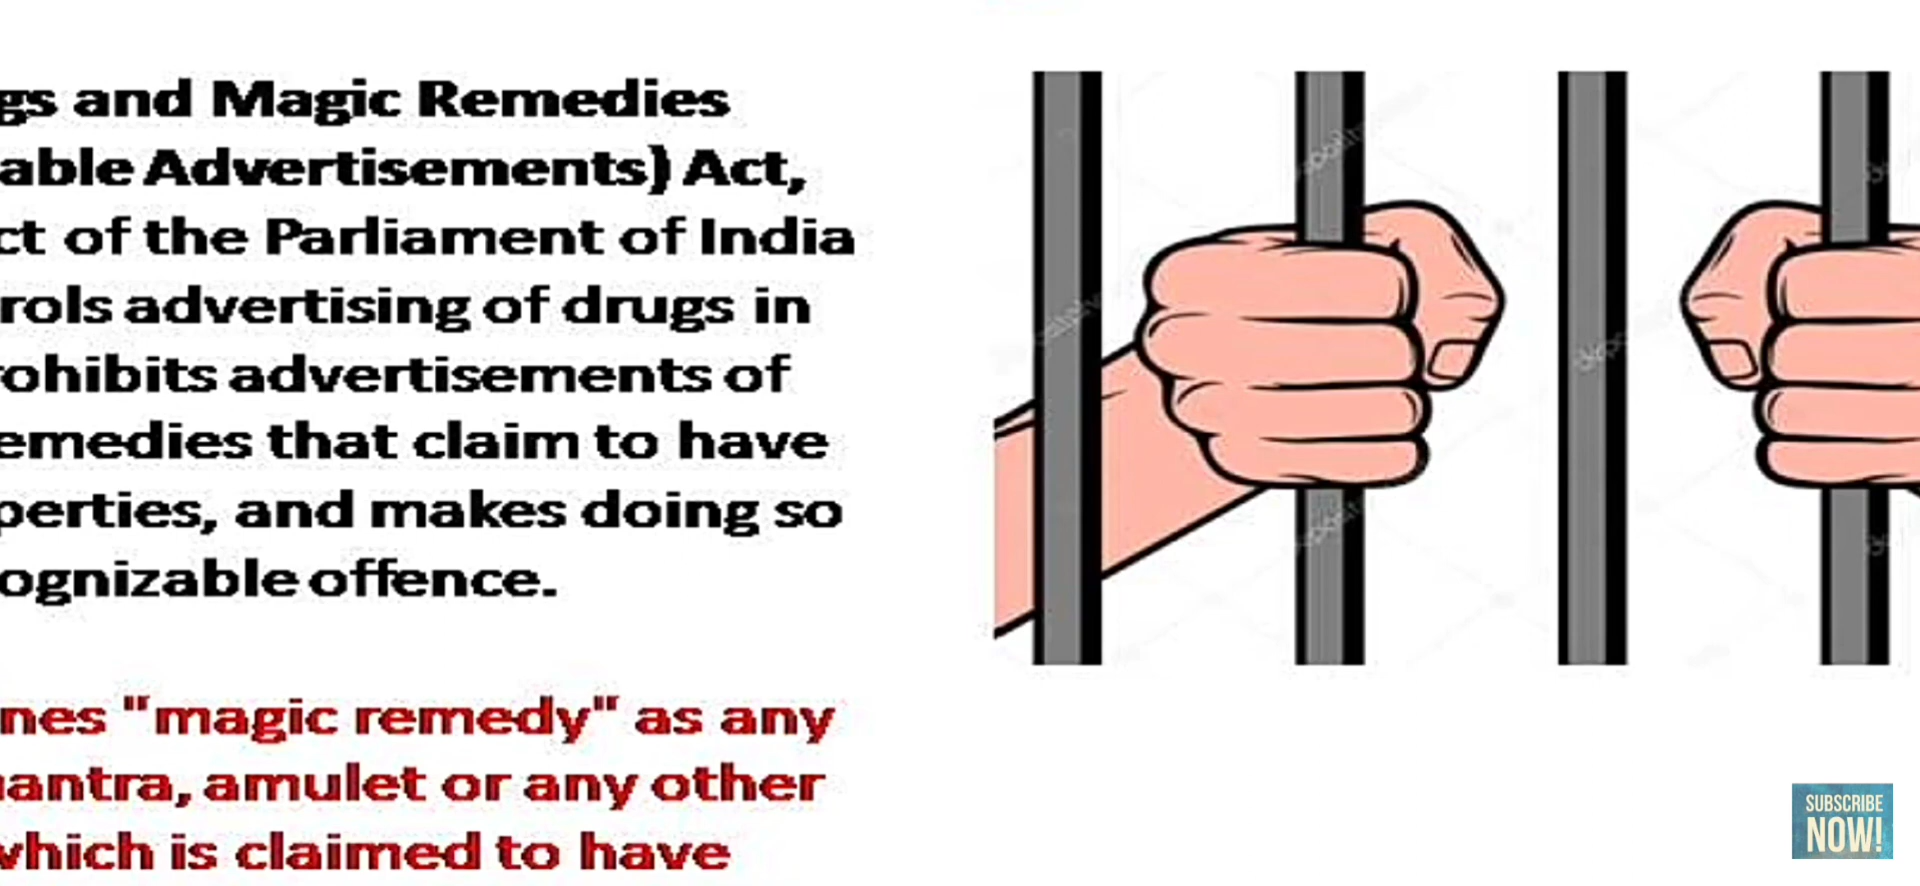 gs and Magic Remedies
able Advertisements) Act,
ct of the Parliament of India
rols advertising of drugs in
rohibits advertisements of
emedies that claim to have
perties, and makes doing so
ognizable offence.
nes "magic remedy" as any
antra, amulet or any other
which is claimed to have
SUBSCRIBE
NOW!